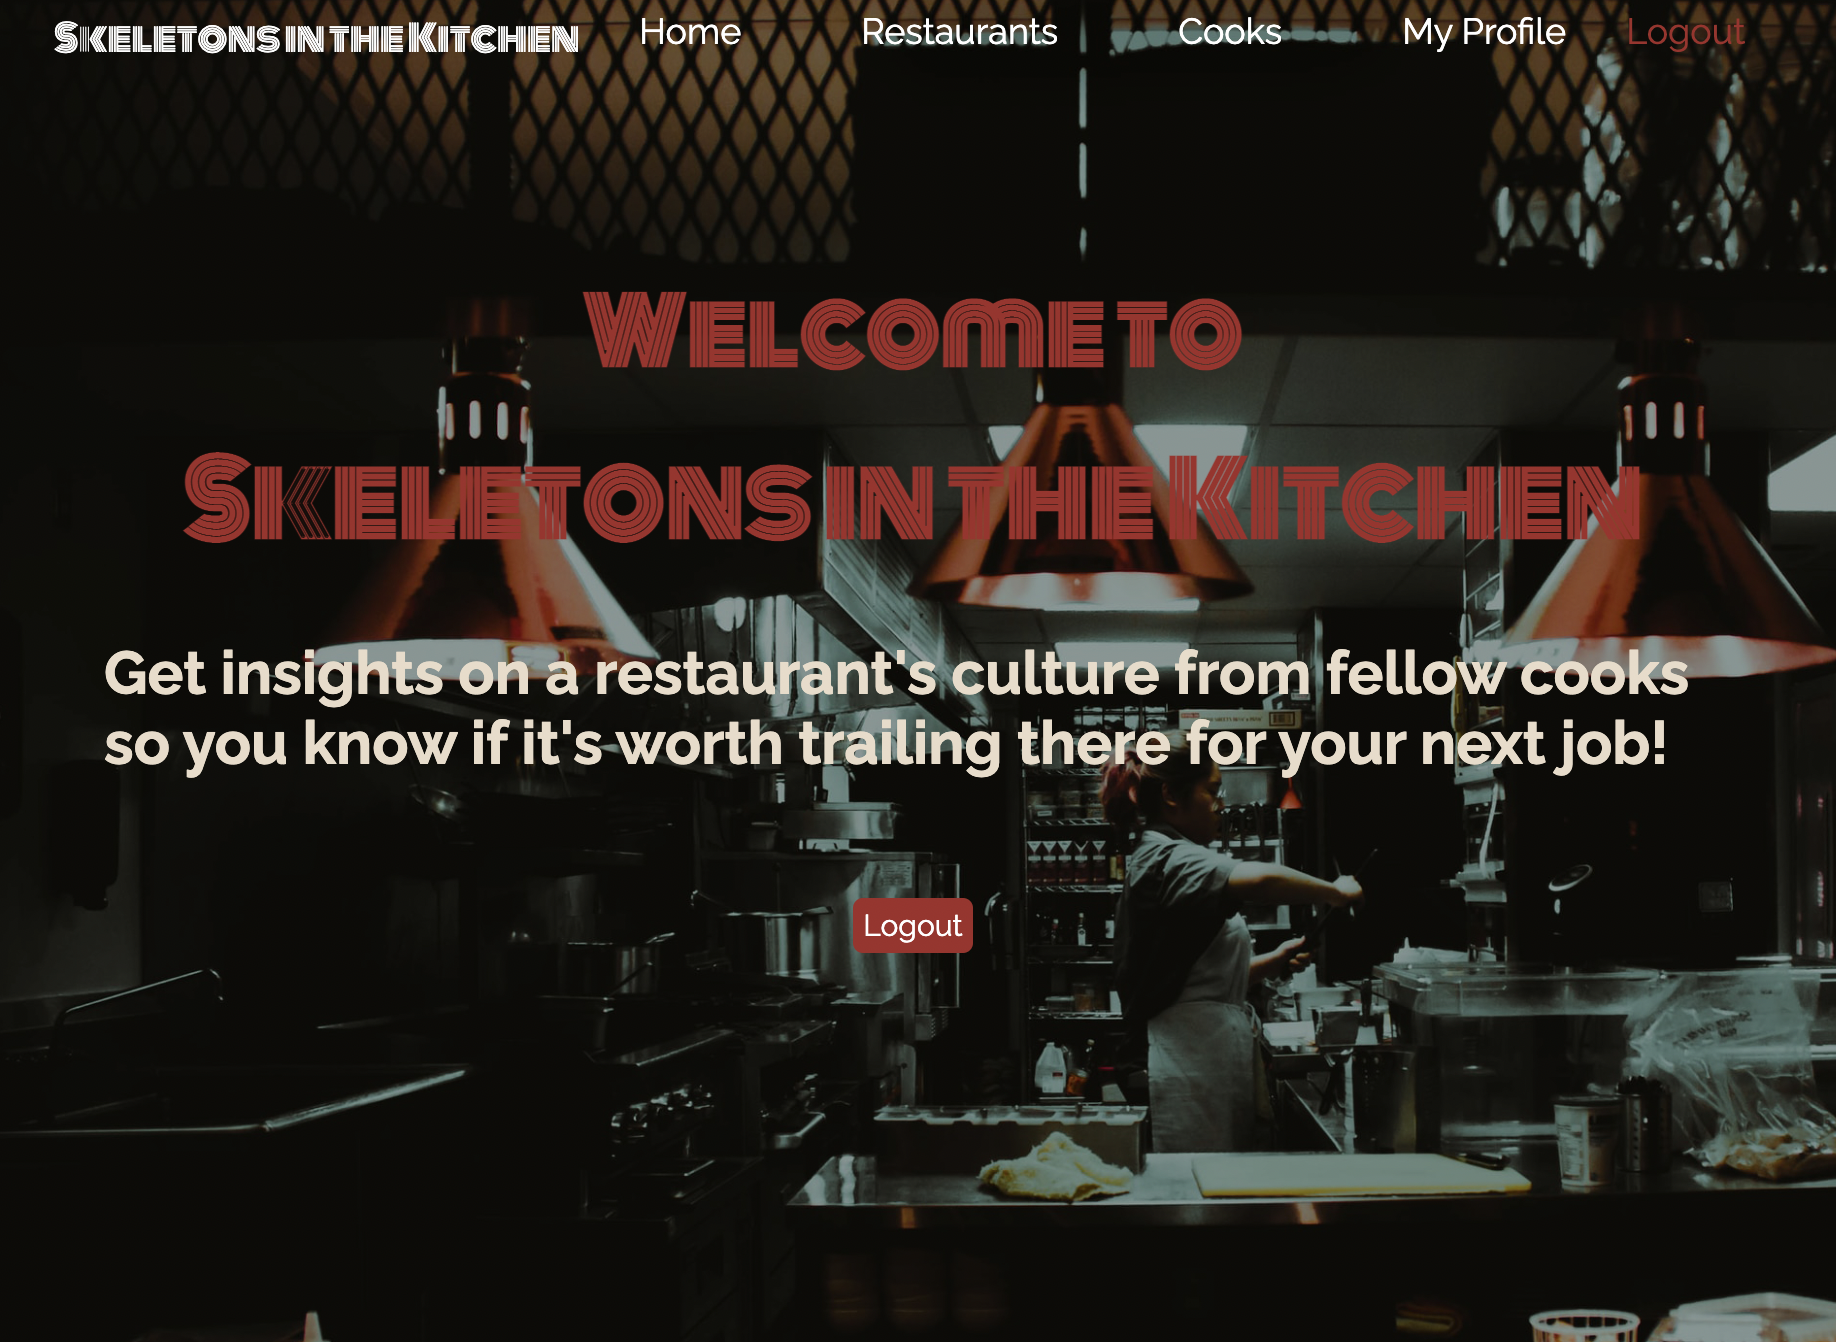 Skeletons in the Kitchen Home Restaurants Cooks My Profile Logout
Welcome to
Skeletons in the Kitchen
Get insights on a restaurant's culture from fellow cooks
so you know if it's worth trailing there for your next job!
Logout